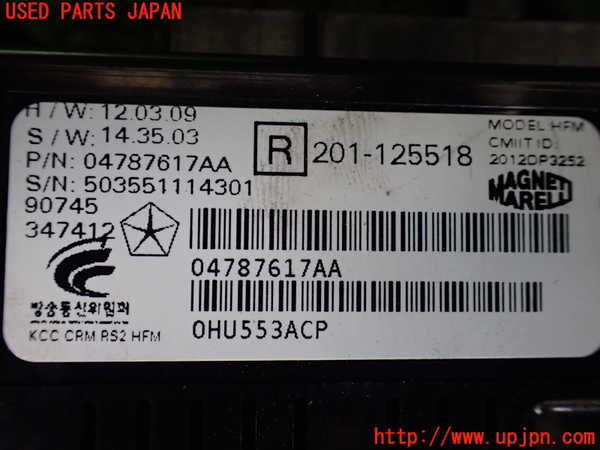 USED PARTS JAPAN
H/W: 12.03.09
S/W: 14.35.03
P/N: 04787617AA
S/N: 503551114301
90745
347412
R 201-125518
MODEL HFM
CMIIT ID:
2012DP3252
MAGNETI
MARELLI
04787617AA
0HU553ACP
방송통신위원회
KCC CRM RS2 HFM
http://www.upjpn.com/